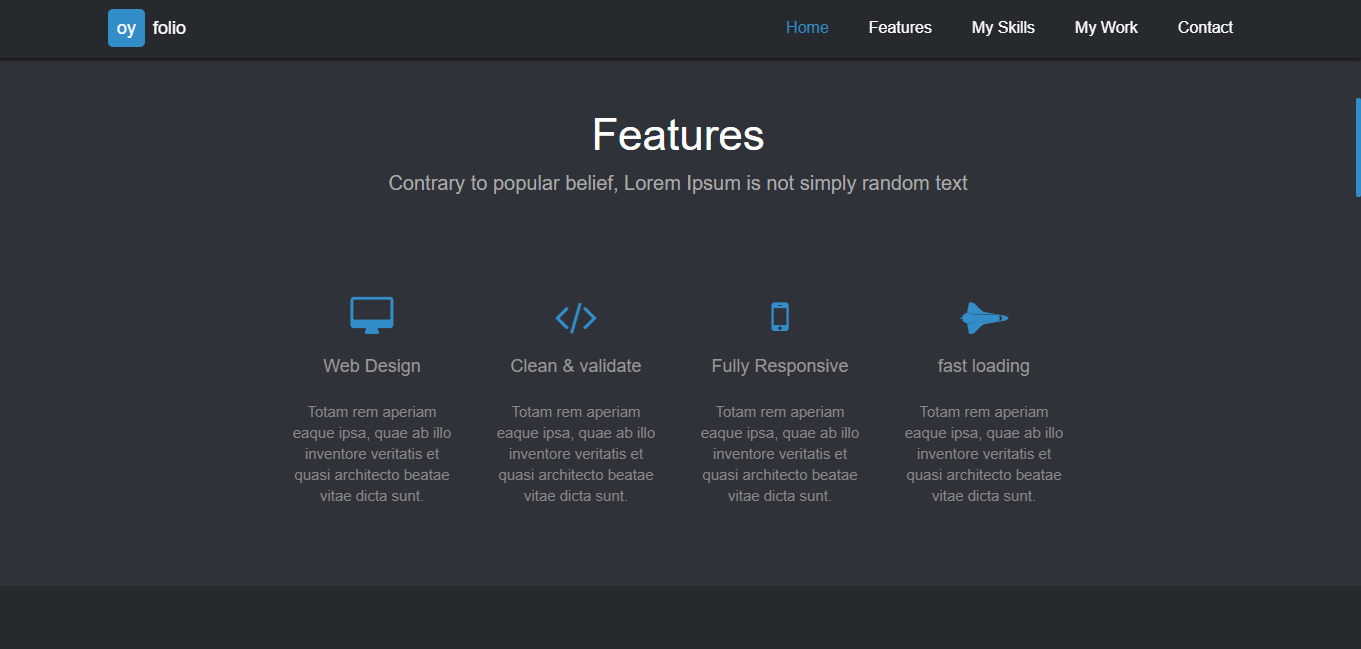 oy folio
Home Features My Skills My Work Contact
Features
Contrary to popular belief, Lorem Ipsum is not simply random text
Web Design
Totam rem aperiam
eaque ipsa, quae ab illo
inventore veritatis et
quasi architecto beatae
vitae dicta sunt.
Clean & validate
Totam rem aperiam
eaque ipsa, quae ab illo
inventore veritatis et
quasi architecto beatae
vitae dicta sunt.
Fully Responsive
Totam rem aperiam
eaque ipsa, quae ab illo
inventore veritatis et
quasi architecto beatae
vitae dicta sunt.
fast loading
Totam rem aperiam
eaque ipsa, quae ab illo
inventore veritatis et
quasi architecto beatae
vitae dicta sunt.